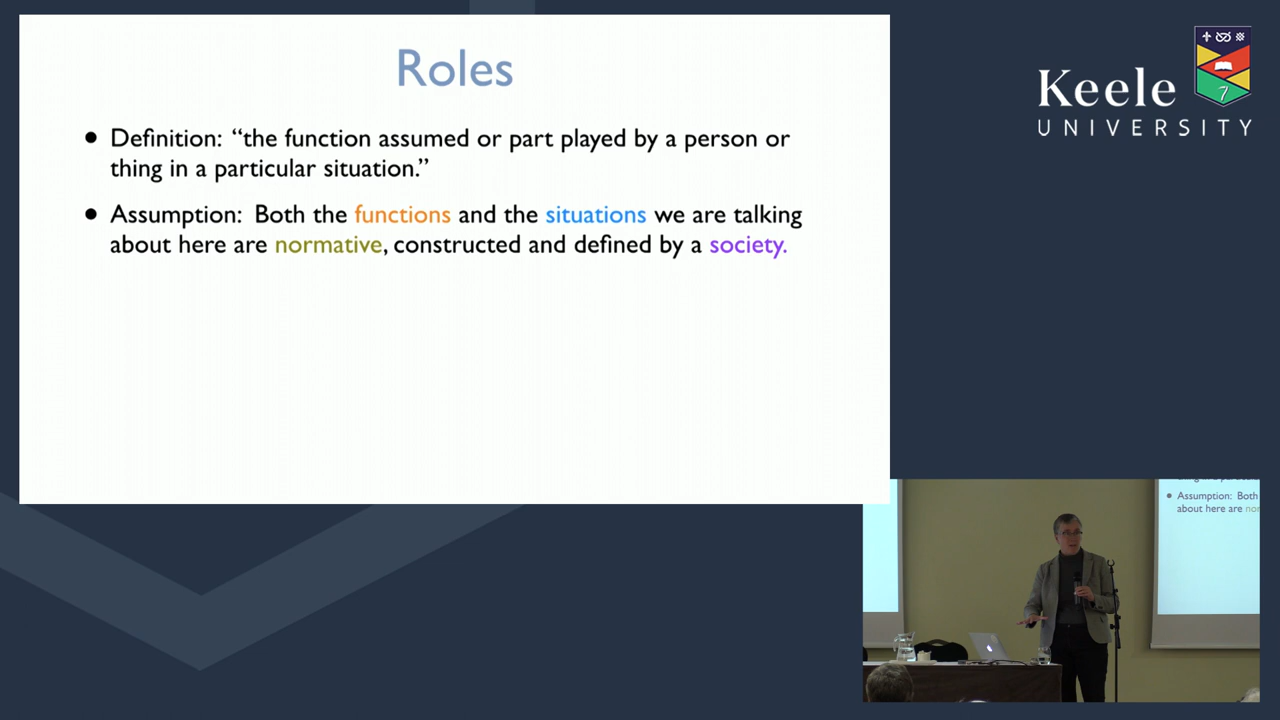 Roles
• Definition: “the function assumed or part played by a person or
thing in a particular situation.”
• Assumption: Both the functions and the situations we are talking
about here are normative, constructed and defined by a society.
Keele
UNIVERSITY
• Assumption: Both
about here are nor